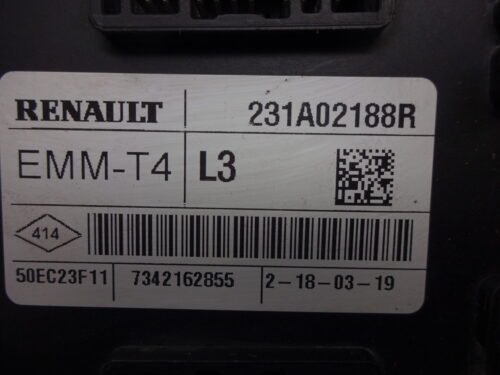 RENAULT 231A02188R
EMM-T4 L3
414
50EC23F11 7342162855 2-18-03-19